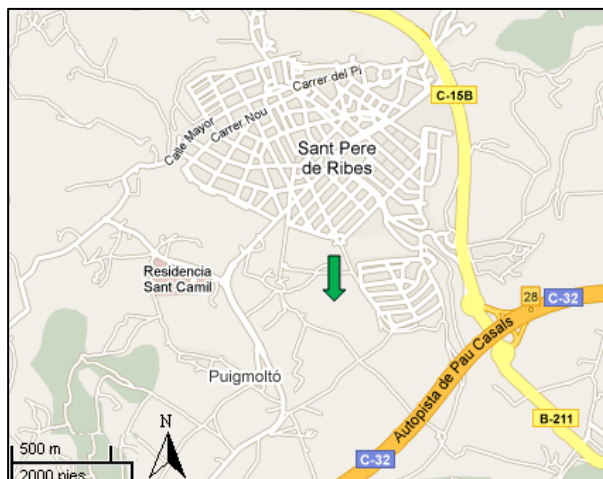 Carrer del Pi
C-15B
Carrer Nou
Calle Mayor
Sant Pere
de Ribes
Residencia
Sant Camil
28
C-32
Autopista de Pau Casals
Puigmoltó
B-211
N
500 m
2000 pies
C-32